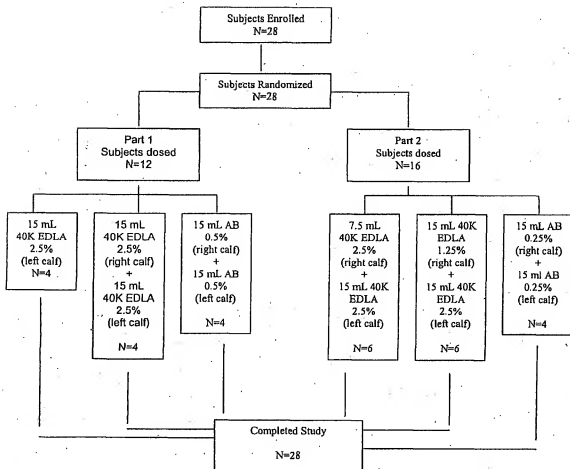 Subjects Enrolled
N=28
Subjects Randomized
N=28
Part 1
Subjects dosed
N=12
Part 2
Subjects dosed
N=16
15 mL
40K EDLA
2.5%
(left calf)
N=4
15 mL
40K EDLA
2.5%
(right calf)
+
15 mL
40K EDLA
2.5%
(left calf)
N=4
15 mL AB
0.5%
(right calf)
+
15 mL AB
0.5%
(left calf)
N=4
7.5 mL
40K EDLA
2.5%
(right calf)
+
15 mL 40K
EDLA
2.5%
(left calf)
N=6
15 mL 40K
EDLA
1.25%
(right calf)
+
15 mL 40K
EDLA
2.5%
(left calf)
N=6
15 mL AB
0.25%
(right calf)
+
15 ml AB
0.25%
(left calf)
N=4
Completed Study
N=28